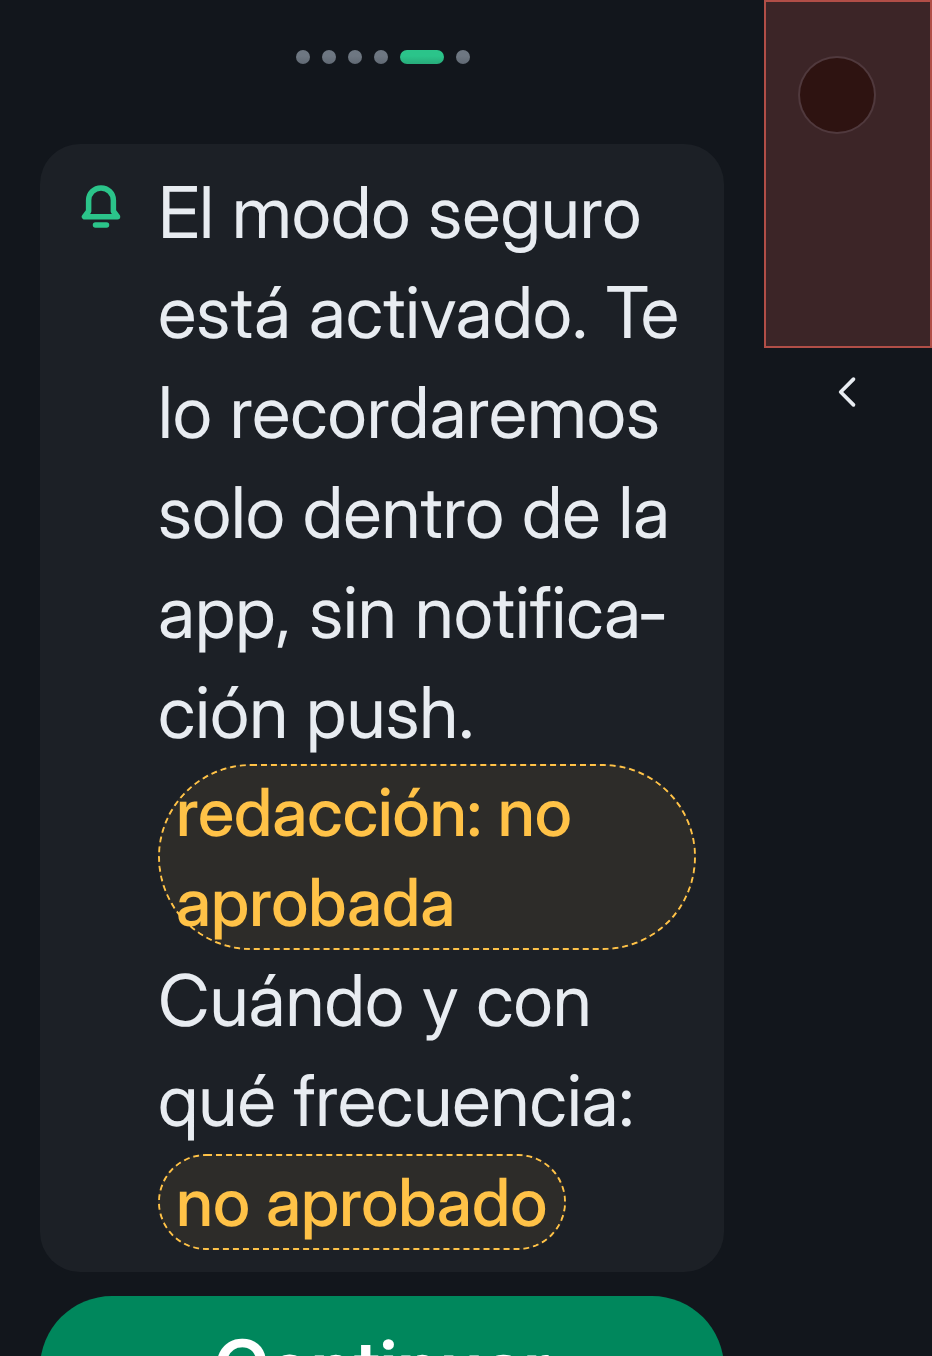 El modo seguro
está activado. Te
lo recordaremos
solo dentro de la
app, sin notifica-
ción push.
redacción: no
aprobada
Cuándo y con
qué frecuencia:
no aprobado
Continuar